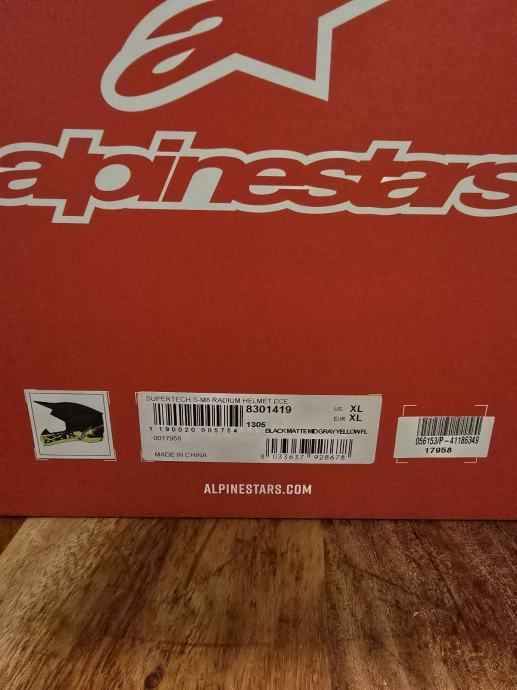 alpinestars
SUPERTECH S-M8 RADIUM HELMET ECE
8301419
US XL
EUR XL
1 190020 005754
1305
BLACK MATTE MID GRAY YELLOW FL
0017958
MADE IN CHINA
8 033637 928678
056153/P-41186349
17958
ALPINESTARS.COM